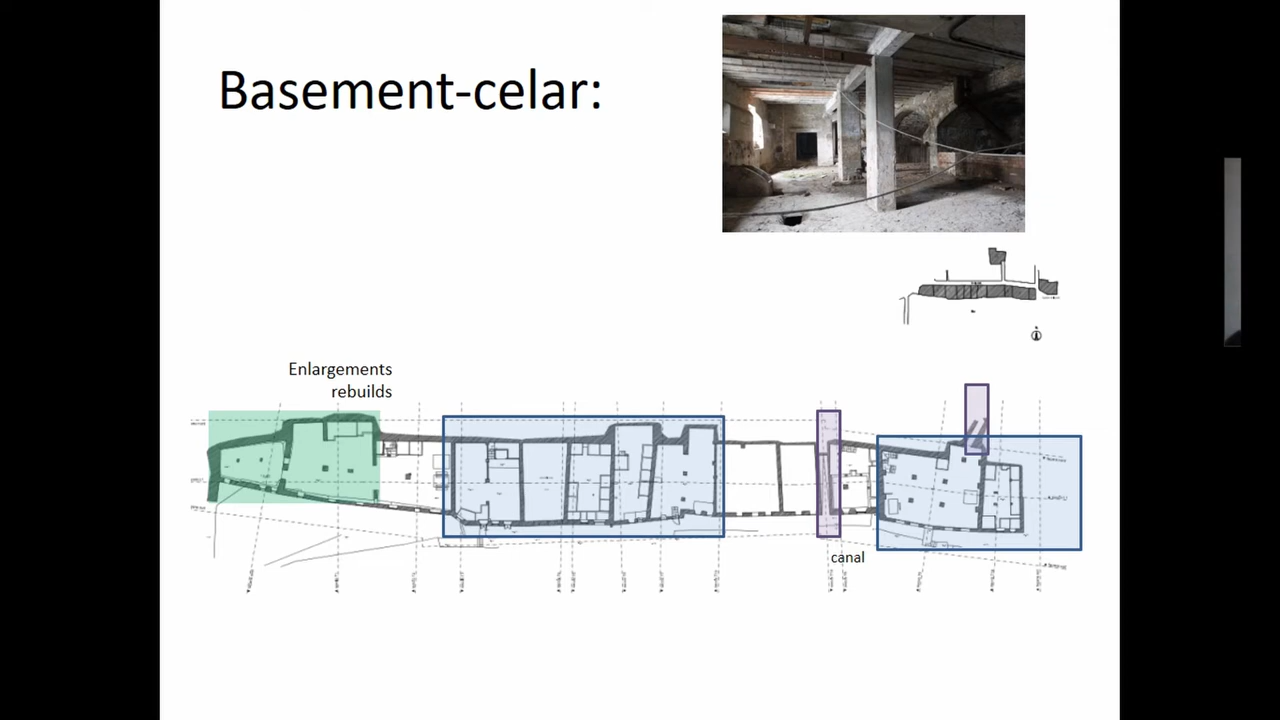 Basement-celar:
Enlargements
rebuilds
canal